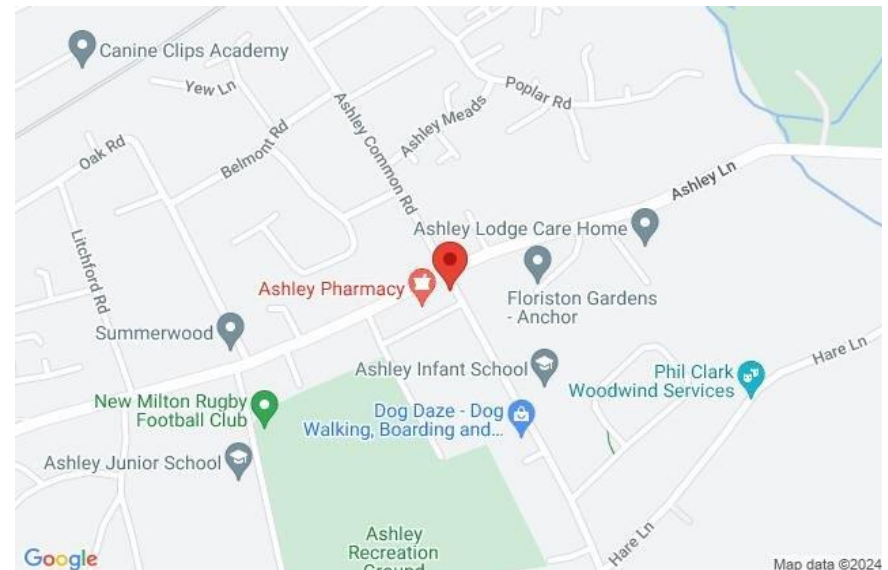 Canine Clips Academy
Yew Ln
Poplar Rd
Ashley Common Rd
Ashley Meads
Belmont Rd
Oak Rd
Ashley Ln
Litchford Rd
Ashley Lodge Care Home
Ashley Pharmacy
Floriston Gardens
- Anchor
Summerwood
Ashley Infant School
Phil Clark
Woodwind Services
Hare Ln
New Milton Rugby
Football Club
Dog Daze - Dog
Walking, Boarding and...
Ashley Junior School
Ashley
Recreation
Ground
Hare Ln
Google
Map data ©2024